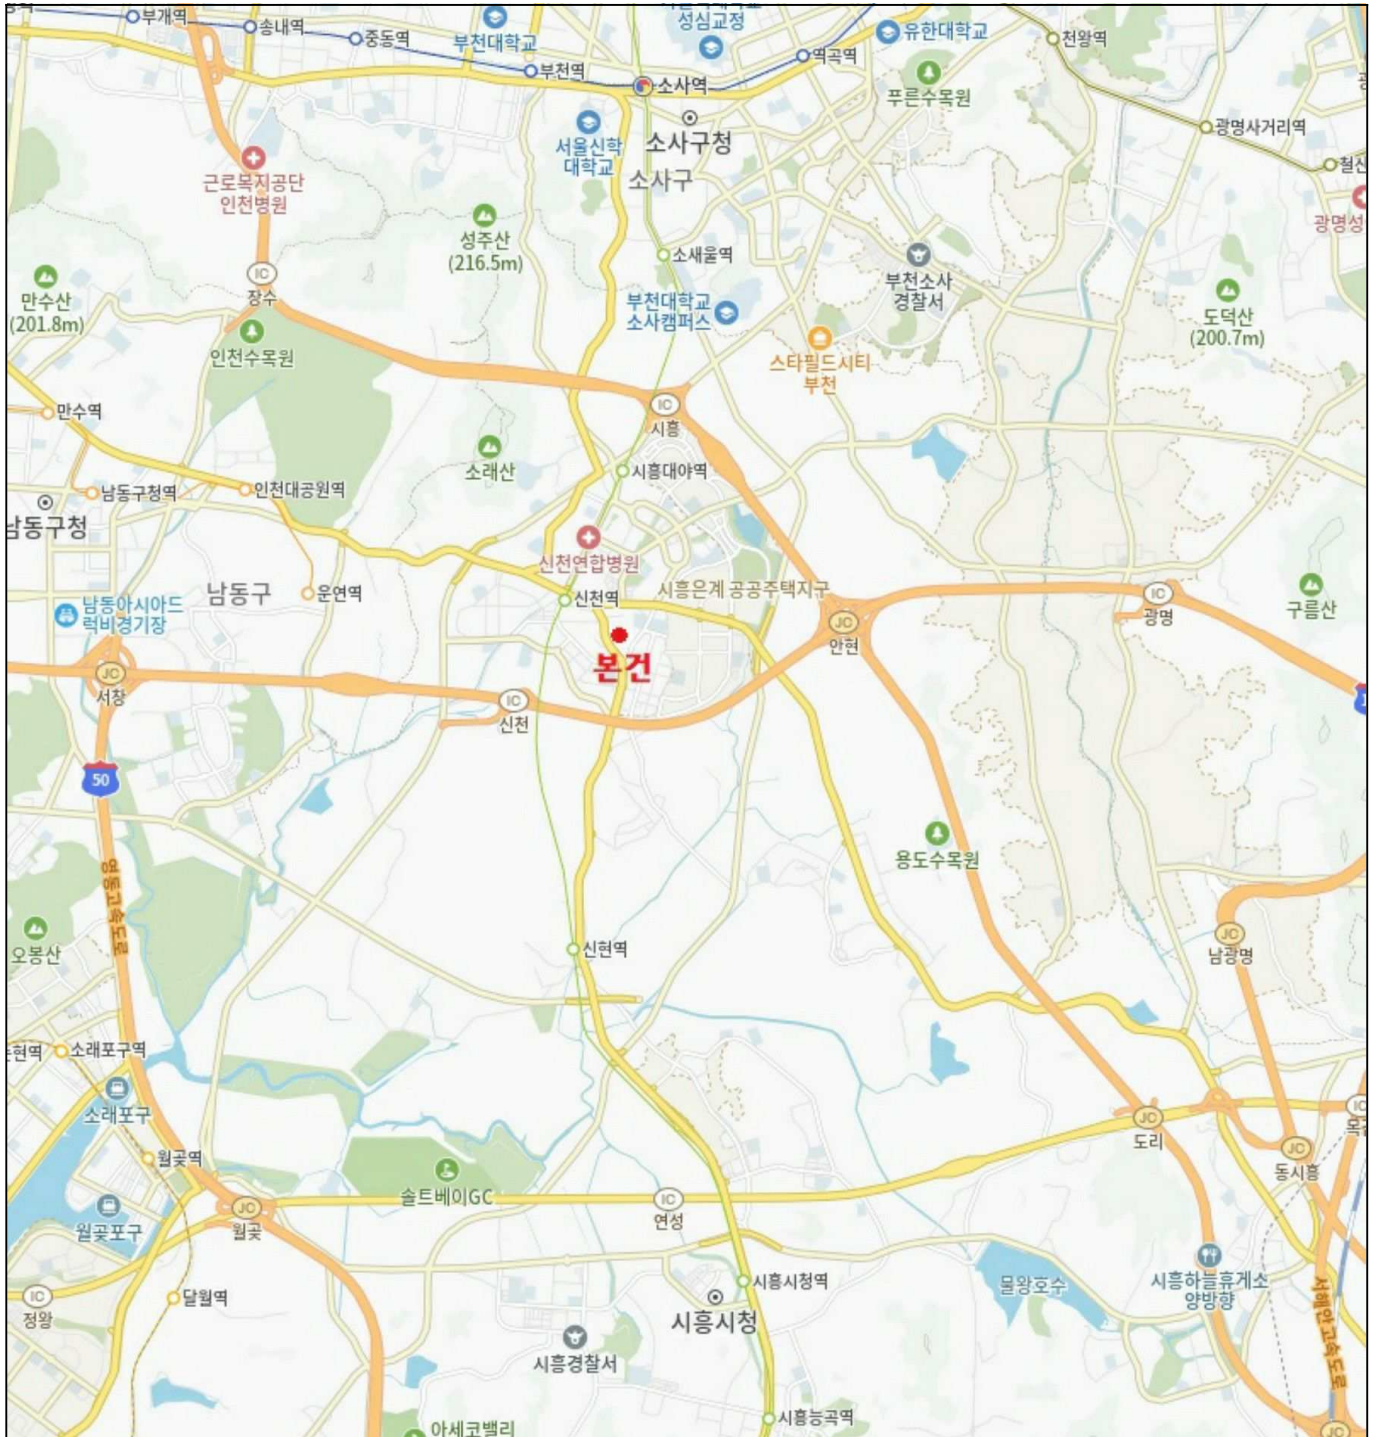 부개역
송내역
중동역
부천대학교
부천역
성심교정
역곡역
유한대학교
천왕역
소사역
푸른수목원
광명사거리역
서울신학
대학교
소사구청
소사구
근로복지공단
인천병원
성주산
(216.5m)
소새울역
부천소사
경찰서
만수산
(201.8m)
IC
장수
인천수목원
부천대학교
소사캠퍼스
도덕산
(200.7m)
스타필드시티
부천
만수역
IC
시흥
소래산
시흥대야역
남동구청역
인천대공원역
남동구청
신천연합병원
시흥은계 공공주택지구
남동구
운연역
신천역
남동아시아드
럭비경기장
IC
광명
구름산
JC
안현
본건
JC
서창
IC
신천
50
영동고속도로
용도수목원
오봉산
신현역
JC
남광명
소래포구역
소래포구
월곶역
JC
도리
IC
JC
동시흥
솔트베이GC
IC
연성
월곶포구
JC
월곶
시흥시청역
시흥시청
물왕호수
시흥하늘휴게소
양방향
IC
정왕
달월역
시흥경찰서
서해안고속도로
시흥능곡역
아세코밸리
JC